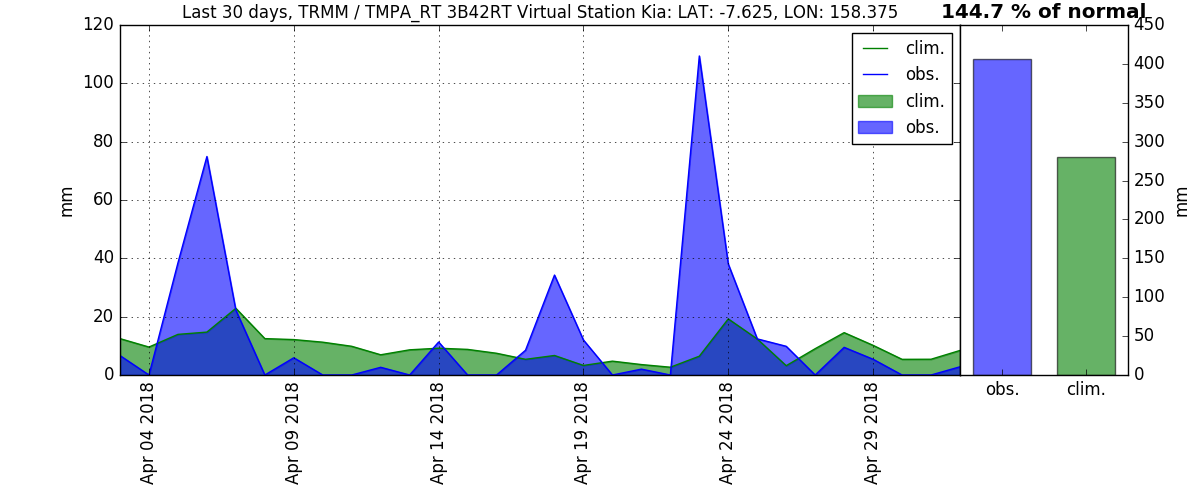 Last 30 days, TRMM / TMPA_RT 3B42RT Virtual Station Kia: LAT: -7.625, LON: 158.375
144.7 % of normal
120
100
80
60
40
20
0
mm
clim.
obs.
clim.
obs.
Apr 04 2018
Apr 09 2018
Apr 14 2018
Apr 19 2018
Apr 24 2018
Apr 29 2018
450
400
350
300
250
200
150
100
50
0
mm
obs.
clim.